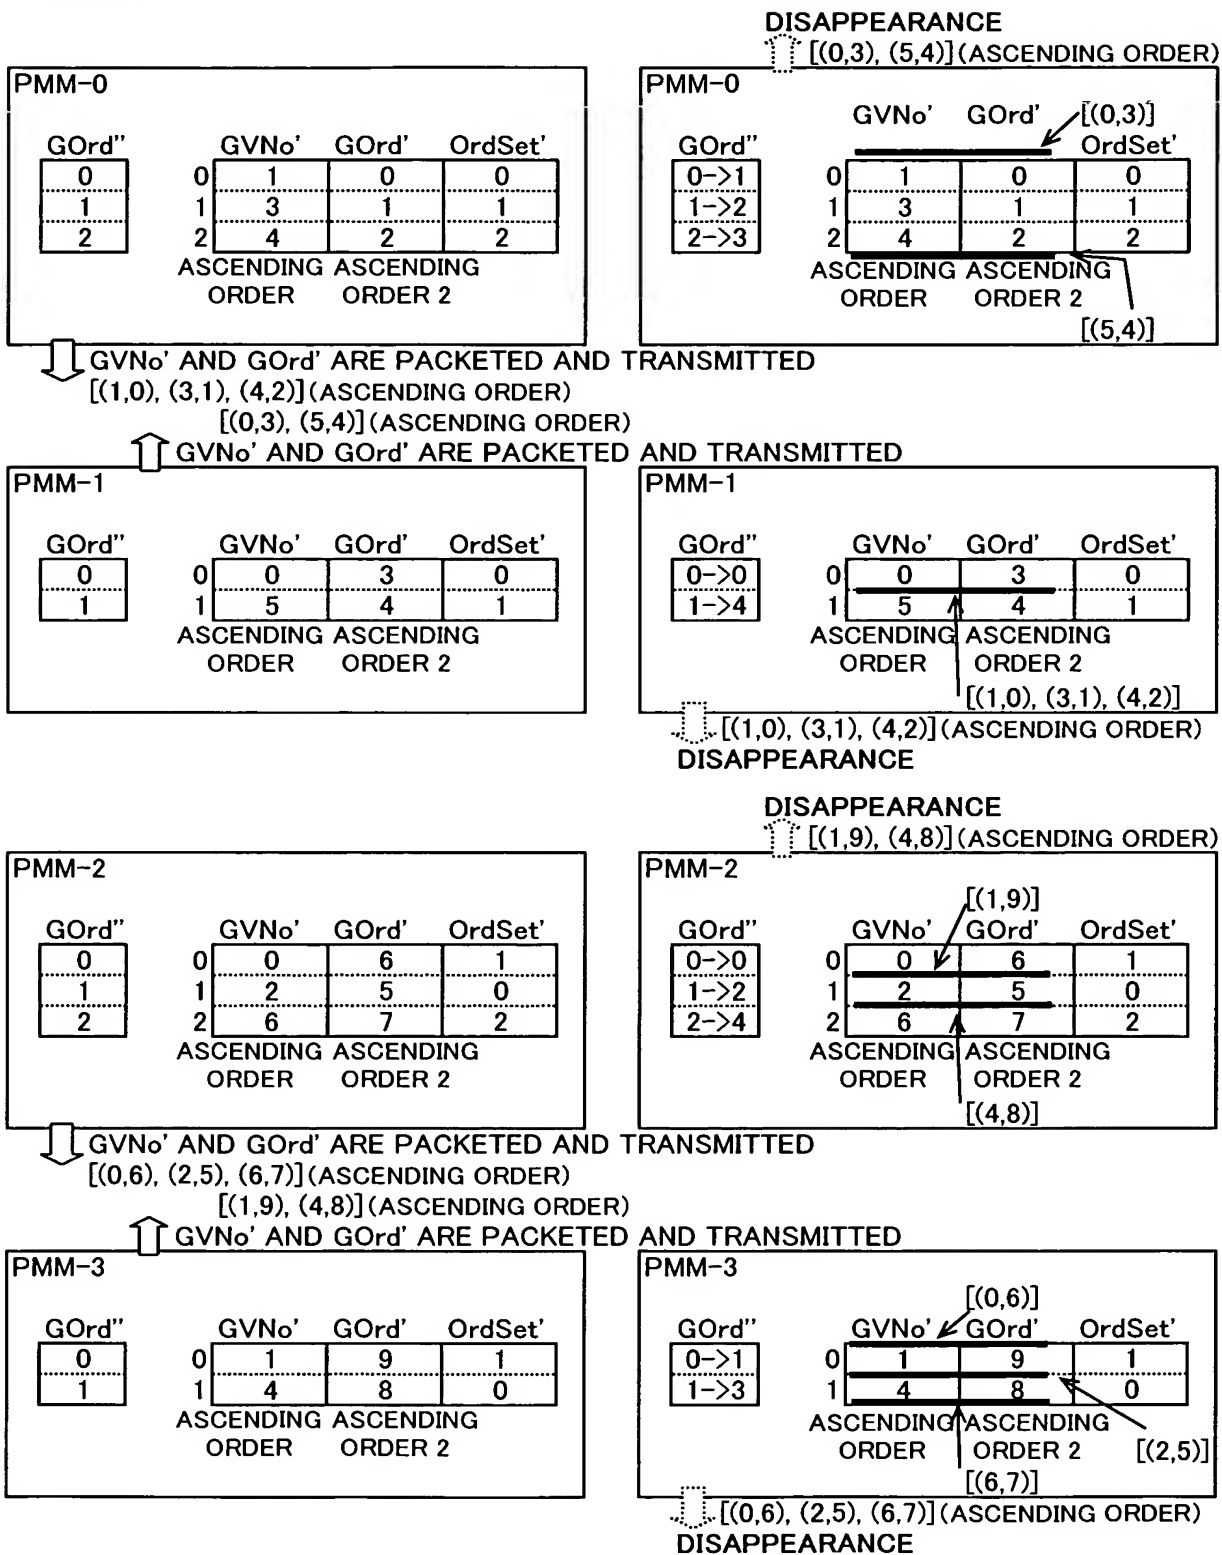 DISAPPEARANCE
[(0,3), (5,4)](ASCENDING ORDER)
PMM-0
GOrd" GVNo' GOrd' OrdSet'
0 0 1 0 0
1 1 3 1 1
2 2 4 2 2
ASCENDING ASCENDING
ORDER ORDER 2
PMM-0
GVNo' GOrd' [(0,3)]
GOrd" OrdSet'
0->1 0 1 0 0
1->2 1 3 1 1
2->3 2 4 2 2
ASCENDING ASCENDING
ORDER ORDER 2
[(5,4)]
GVNo' AND GOrd' ARE PACKETED AND TRANSMITTED
[(1,0), (3,1), (4,2)](ASCENDING ORDER)
[(0,3), (5,4)](ASCENDING ORDER)
GVNo' AND GOrd' ARE PACKETED AND TRANSMITTED
PMM-1
GOrd" GVNo' GOrd' OrdSet'
0 0 0 3 0
1 1 5 4 1
ASCENDING ASCENDING
ORDER ORDER 2
PMM-1
GOrd" GVNo' GOrd' OrdSet'
0->0 0 0 3 0
1->4 1 5 4 1
ASCENDING ASCENDING
ORDER ORDER 2
[(1,0), (3,1), (4,2)]
[(1,0), (3,1), (4,2)](ASCENDING ORDER)
DISAPPEARANCE
DISAPPEARANCE
[(1,9), (4,8)](ASCENDING ORDER)
PMM-2
GOrd" GVNo' GOrd' OrdSet'
0 0 0 6 1
1 1 2 5 0
2 2 6 7 2
ASCENDING ASCENDING
ORDER ORDER 2
PMM-2
[(1,9)]
GOrd" GVNo' GOrd' OrdSet'
0->0 0 0 6 1
1->2 1 2 5 0
2->4 2 6 7 2
ASCENDING ASCENDING
ORDER ORDER 2
[(4,8)]
GVNo' AND GOrd' ARE PACKETED AND TRANSMITTED
[(0,6), (2,5), (6,7)](ASCENDING ORDER)
[(1,9), (4,8)](ASCENDING ORDER)
GVNo' AND GOrd' ARE PACKETED AND TRANSMITTED
PMM-3
GOrd" GVNo' GOrd' OrdSet'
0 0 1 9 1
1 1 4 8 0
ASCENDING ASCENDING
ORDER ORDER 2
PMM-3
[(0,6)]
GOrd" GVNo' GOrd' OrdSet'
0->1 0 1 9 1
1->3 1 4 8 0
ASCENDING ASCENDING
ORDER ORDER 2 [(2,5)]
[(6,7)]
[(0,6), (2,5), (6,7)](ASCENDING ORDER)
DISAPPEARANCE